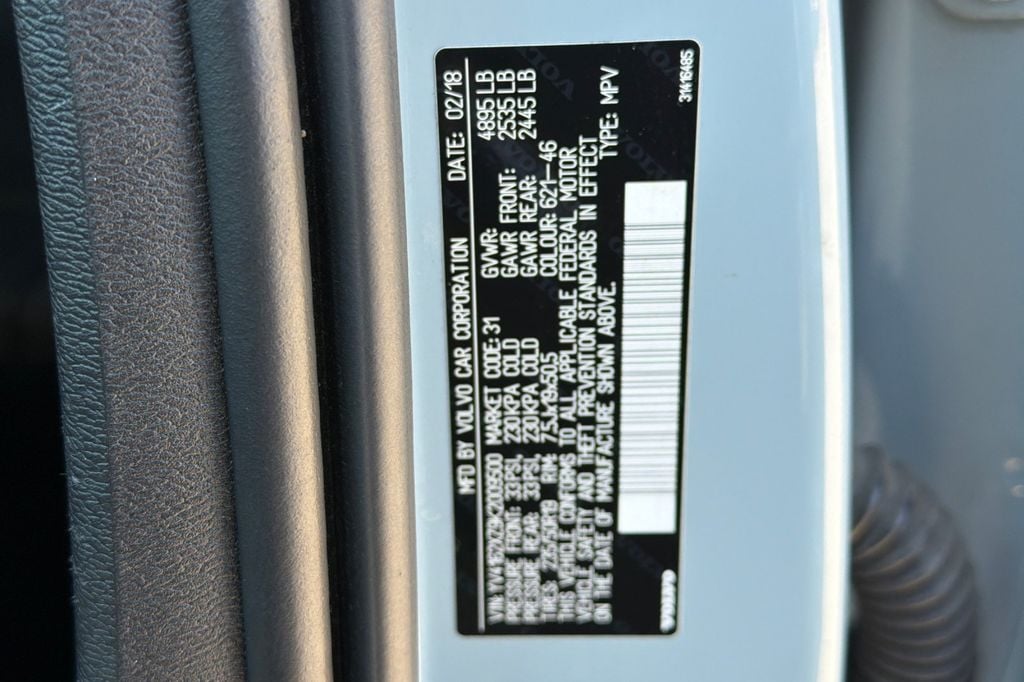 MFD BY VOLVO CAR CORPORATION DATE: 02/18
VIN: YV4162XZ9K2003500 MARKET CODE: 31 GVWR: 4895 LB
PRESSURE FRONT: 33PSI, 230KPA COLD GAWR FRONT: 2535 LB
PRESSURE REAR: 33PSI, 230KPA COLD GAWR REAR: 2445 LB
TIRES 235/50R19 RIM: 7.5Jx19x50.5 COLOUR: 621-46
THIS VEHICLE CONFORMS TO ALL APPLICABLE FEDERAL MOTOR
VEHICLE SAFETY AND THEFT PREVENTION STANDARDS IN EFFECT
ON THE DATE OF MANUFACTURE SHOWN ABOVE. TYPE: MPV
VOLVO 31416485